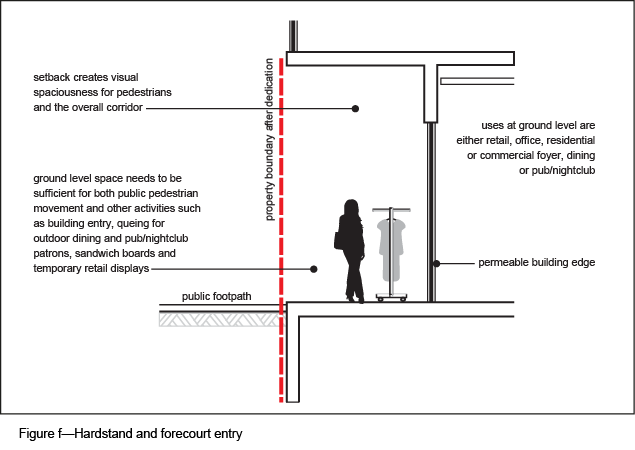 setback creates visual
spaciousness for pedestrians
and the overall corridor
property boundary after dedication
uses at ground level are
either retail, office, residential
or commercial foyer, dining
or pub/nightclub
ground level space needs to be
sufficient for both public pedestrian
movement and other activities such
as building entry, queing for
outdoor dining and pub/nightclub
patrons, sandwich boards and
temporary retail displays
permeable building edge
public footpath
Figure f—Hardstand and forecourt entry